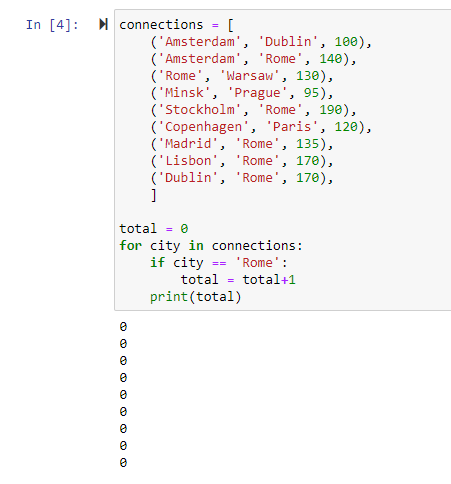 In [4]:
connections = [
    ('Amsterdam', 'Dublin', 100),
    ('Amsterdam', 'Rome', 140),
    ('Rome', 'Warsaw', 130),
    ('Minsk', 'Prague', 95),
    ('Stockholm', 'Rome', 190),
    ('Copenhagen', 'Paris', 120),
    ('Madrid', 'Rome', 135),
    ('Lisbon', 'Rome', 170),
    ('Dublin', 'Rome', 170),
    ]
total = 0
for city in connections:
    if city == 'Rome':
        total = total+1
    print(total)
0
0
0
0
0
0
0
0
0